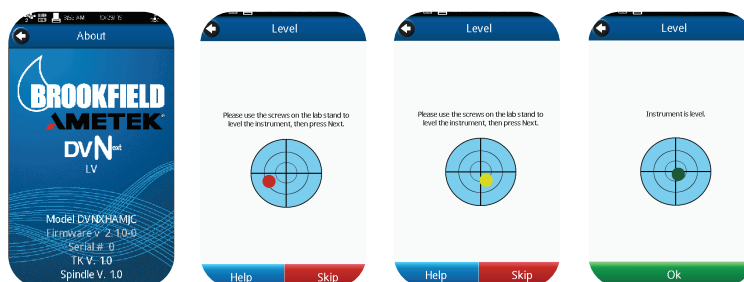 About
BROOKFIELD
AMETEK
DVNext
LV
Model DVNXHAMJC
Firmware v 2.1.0-0
Serial # 0
TK V. 1.0
Spindle V. 1.0
Level
Please use the screws on the lab stand to
level the instrument, then press Next.
Help
Skip
Level
Please use the screws on the lab stand to
level the instrument, then press Next.
Help
Skip
Level
Instrument is level.
Ok